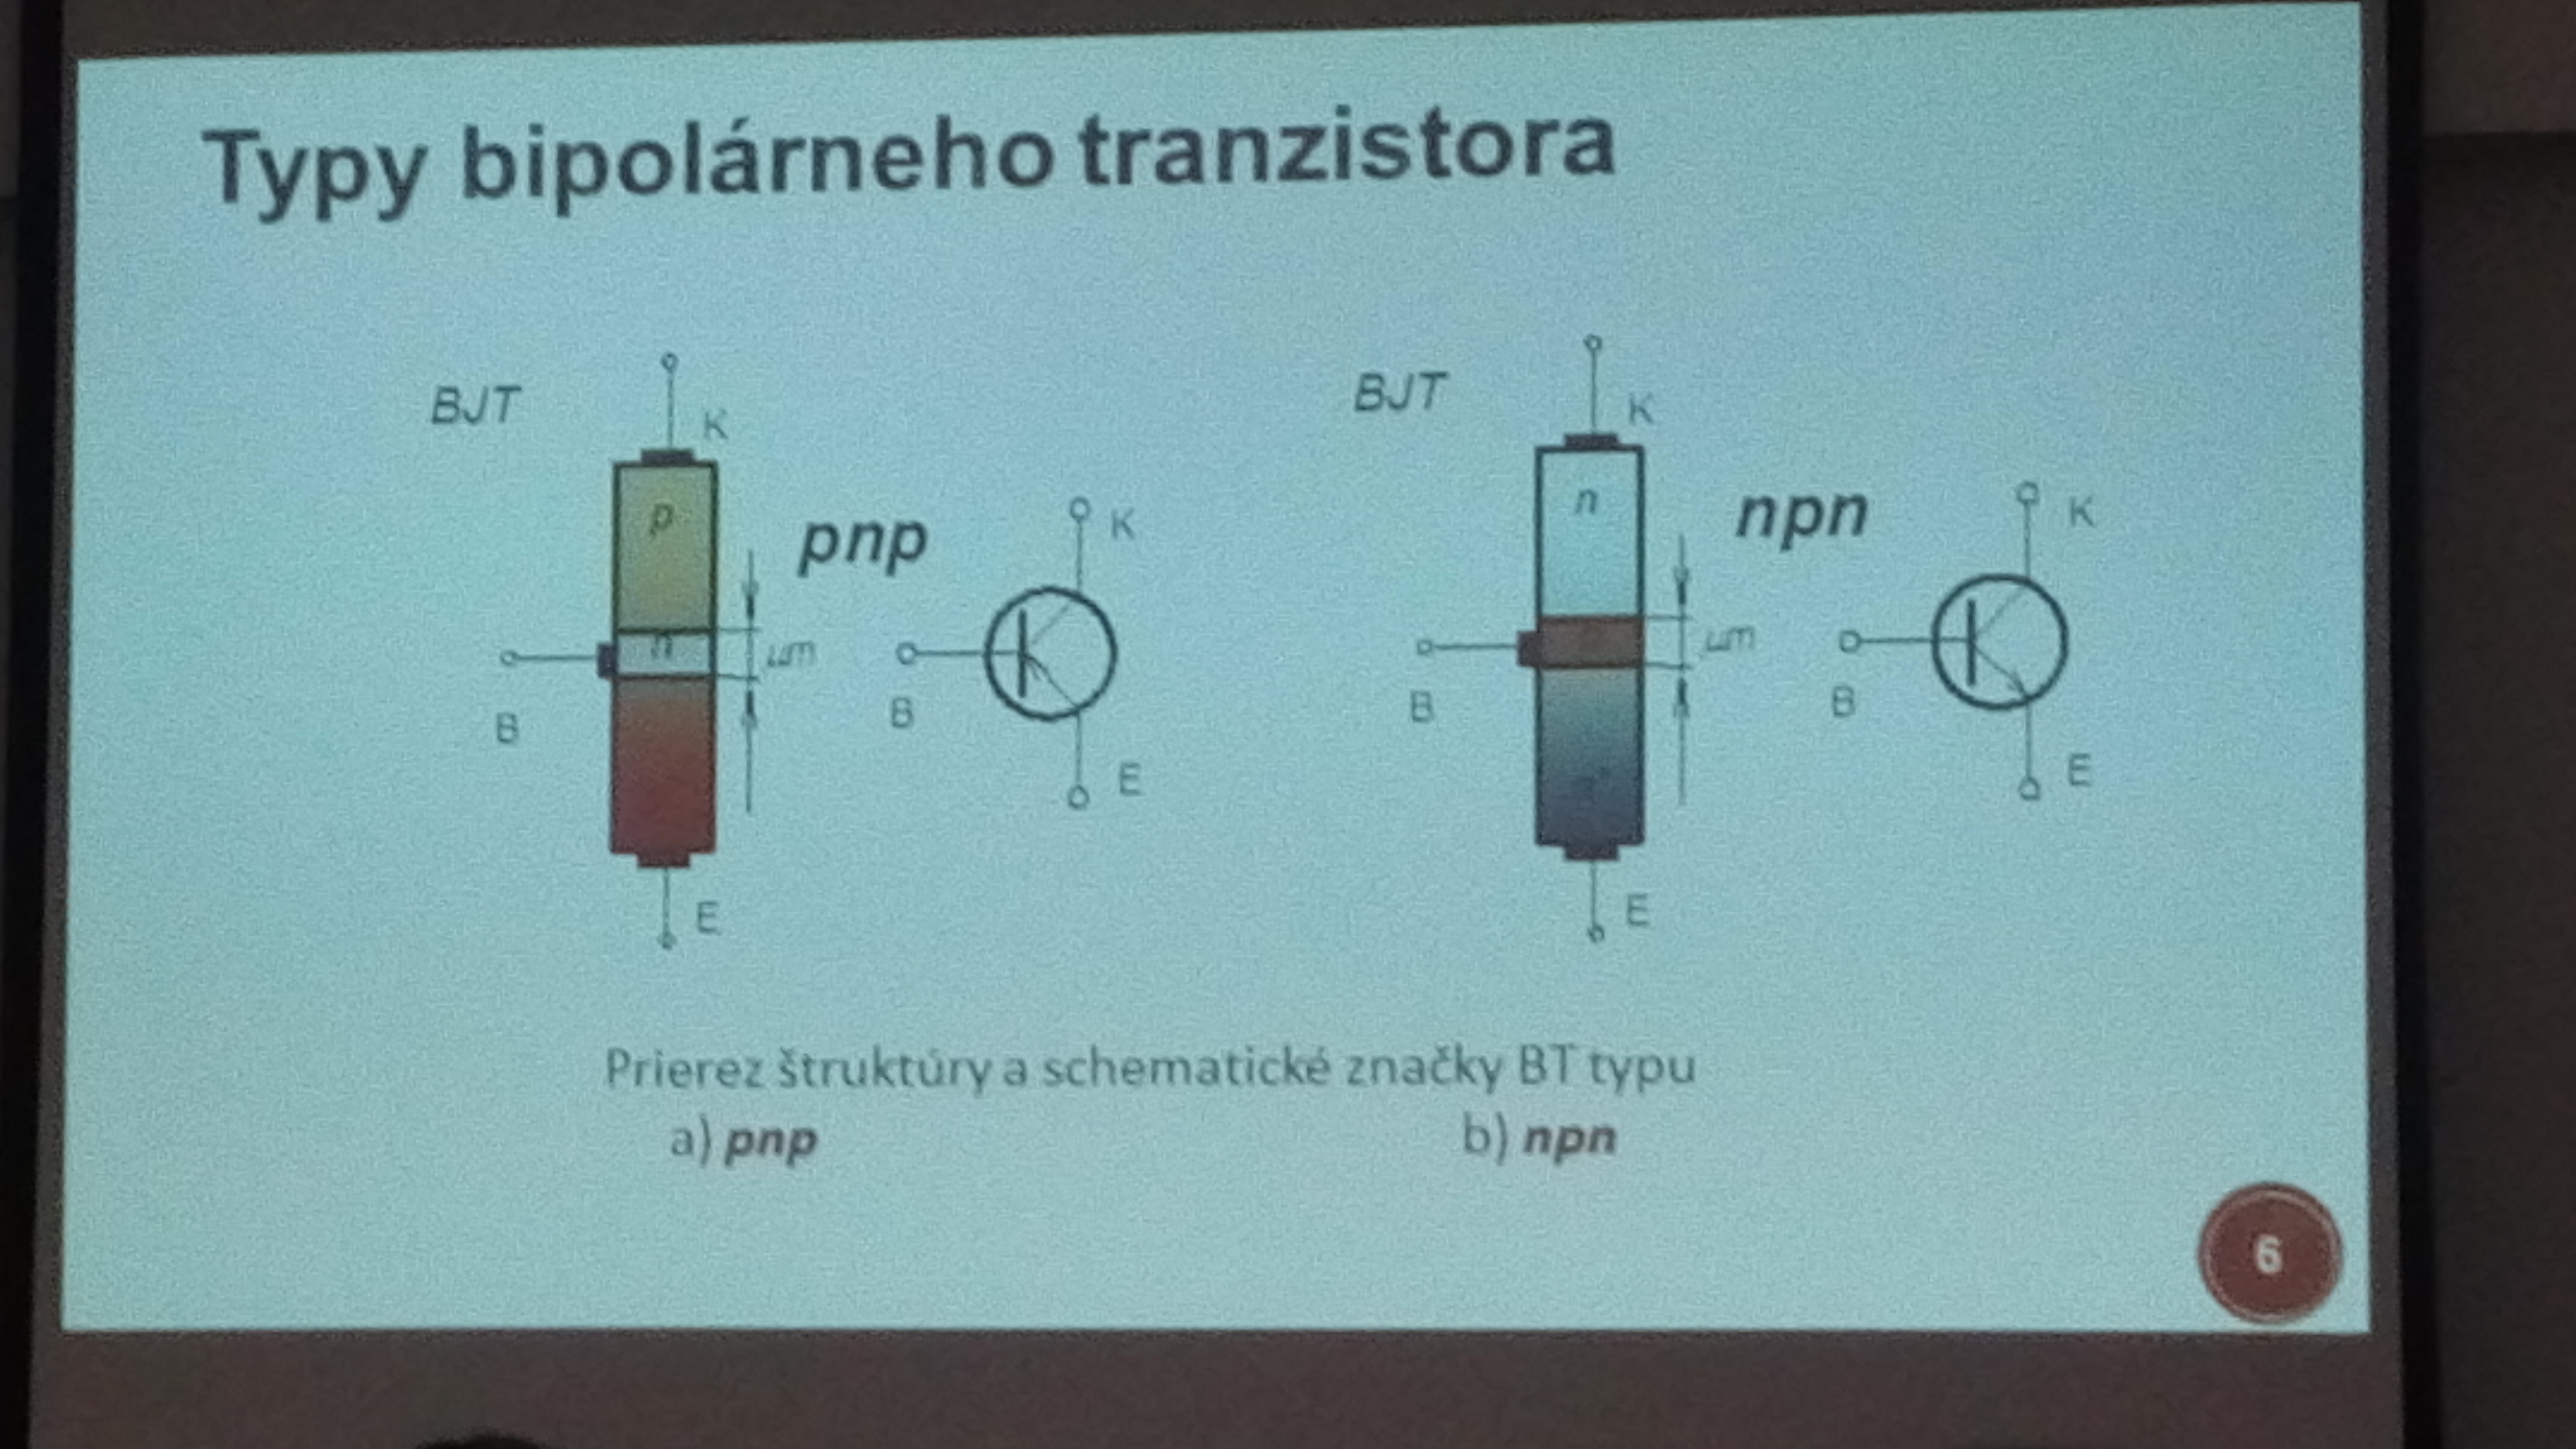 Typy bipolárneho tranzistora
BJT
K
p
pnp
K
n
μm
B
B
E
E
BJT
K
n
npn
K
μm
B
B
E
E
Prierez štruktúry a schematické značky BT typu
a) pnp
b) npn
6